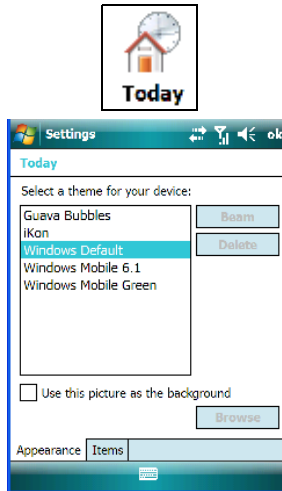 Today
Settings ok
Today
Select a theme for your device:
Guava Bubbles
Beam
iKon
Delete
Windows Default
Windows Mobile 6.1
Windows Mobile Green
Use this picture as the background
Browse
Appearance Items